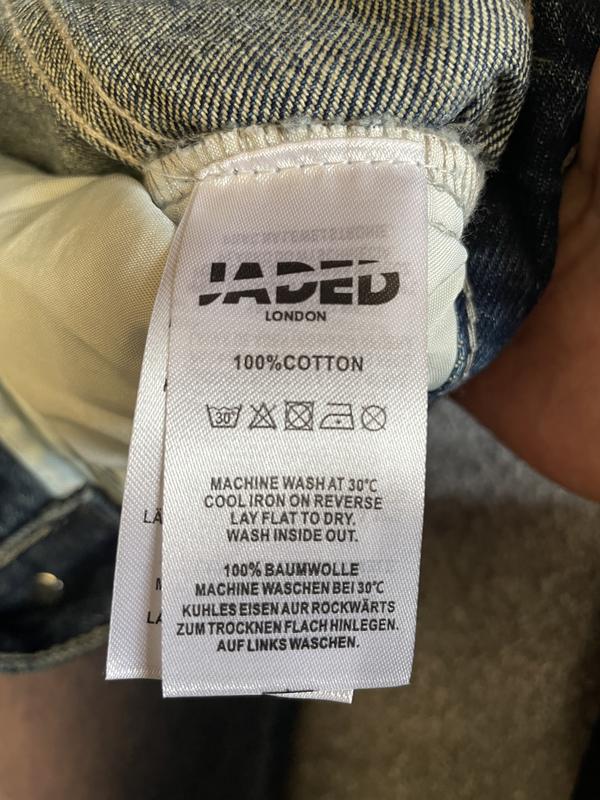 JADED
LONDON
100%COTTON
30°
MACHINE WASH AT 30℃
COOL IRON ON REVERSE
LAY FLAT TO DRY.
WASH INSIDE OUT.
100% BAUMWOLLE
MACHINE WASCHEN BEI 30℃
KUHLES EISEN AUR ROCKWÄRTS
ZUM TROCKNEN FLACH HINLEGEN.
AUF LINKS WASCHEN.